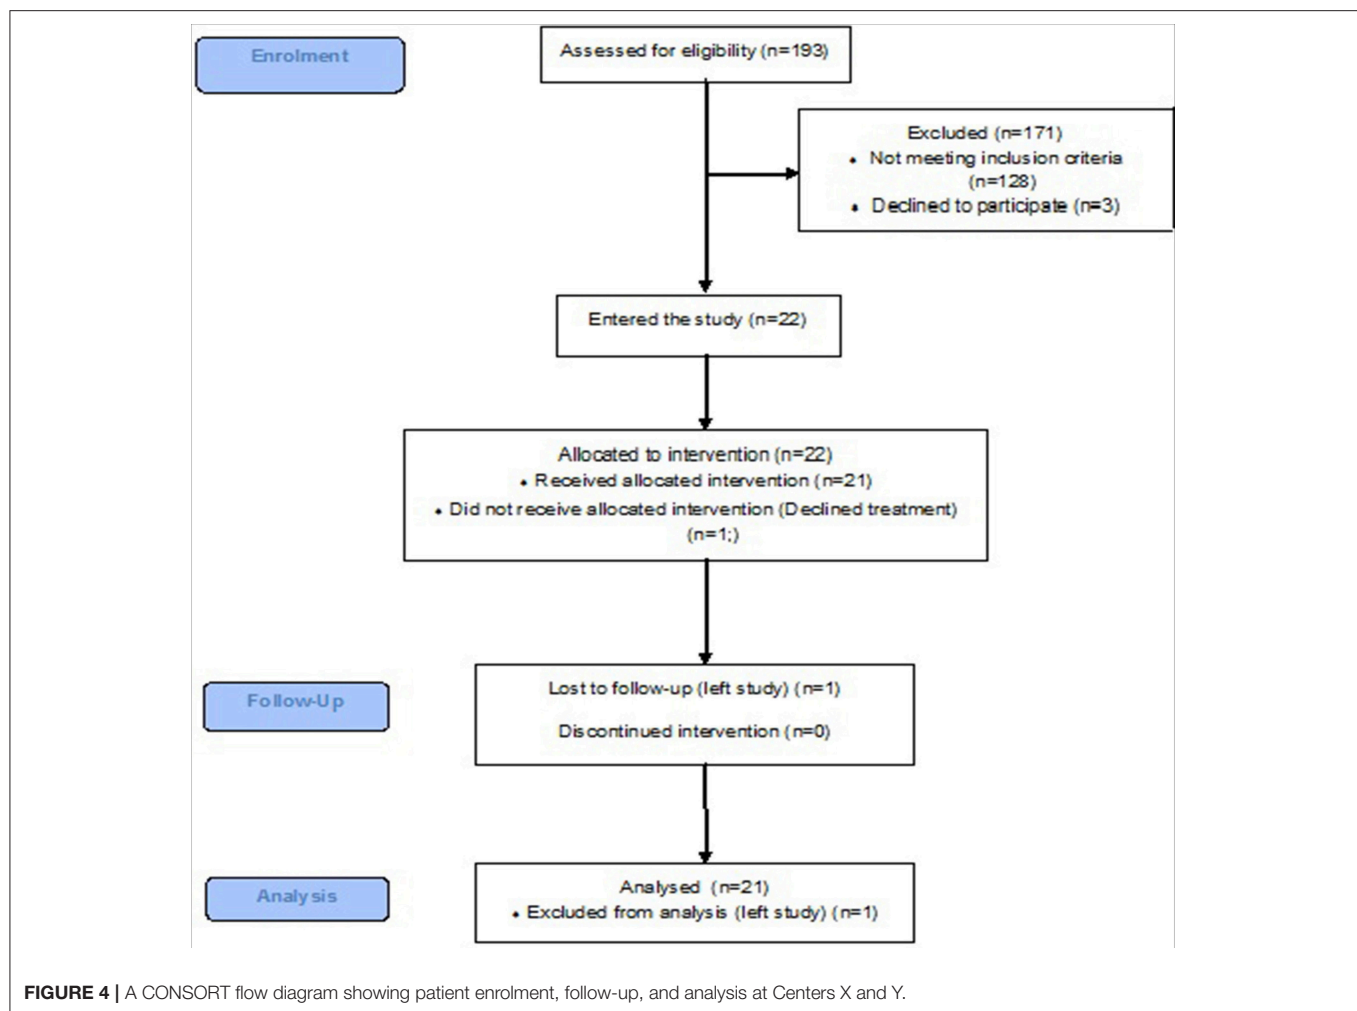 Enrolment
Assessed for eligibility (n=193)
Excluded (n=171)
• Not meeting inclusion criteria
(n=128)
• Declined to participate (n=3)
Entered the study (n=22)
Allocated to intervention (n=22)
• Received allocated intervention (n=21)
• Did not receive allocated intervention (Declined treatment)
(n=1;)
Follow-Up
Lost to follow-up (left study) (n=1)
Discontinued intervention (n=0)
Analysis
Analysed (n=21)
• Excluded from analysis (left study) (n=1)
FIGURE 4 | A CONSORT flow diagram showing patient enrolment, follow-up, and analysis at Centers X and Y.